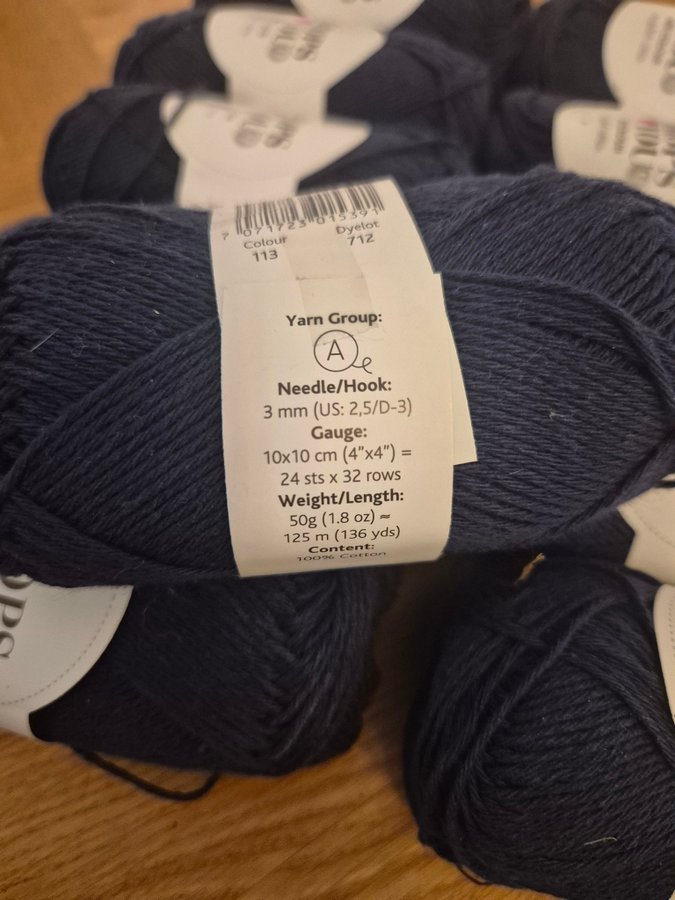 7 071723 015391
Colour
113
Dyelot
712
Yarn Group:
A
Needle/Hook:
3 mm (US: 2,5/D-3)
Gauge:
10x10 cm (4”x4”) =
24 sts x 32 rows
Weight/Length:
50g (1.8 oz) ≈
125 m (136 yds)
Content:
100% Cotton